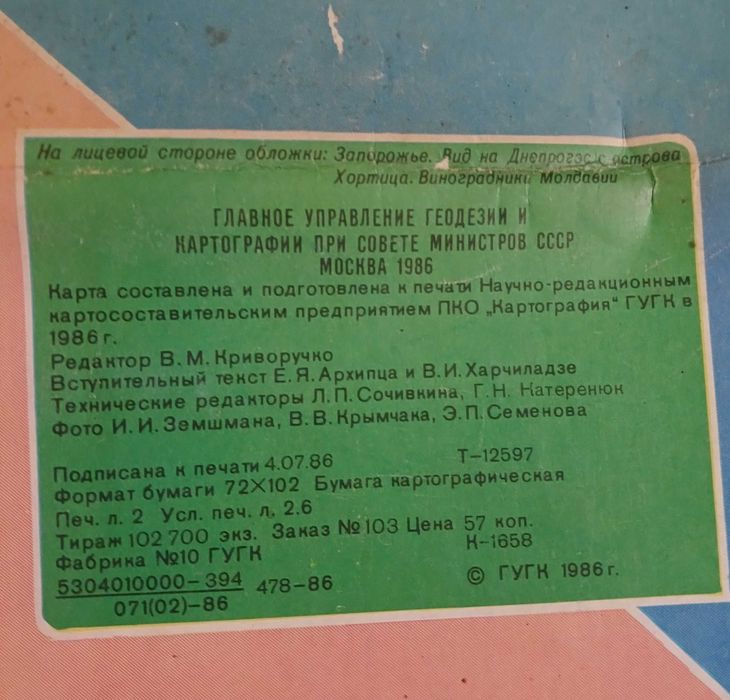 На лицевой стороне обложки: Запорожье. Вид на Днепрогэс с острова
Хортица. Виноградники Молдавии
ГЛАВНОЕ УПРАВЛЕНИЕ ГЕОДЕЗИИ И
КАРТОГРАФИИ ПРИ СОВЕТЕ МИНИСТРОВ СССР
МОСКВА 1986
Карта составлена и подготовлена к печати Научно-редакционным
картосоставительским предприятием ПКО „Картография“ ГУГК в
1986 г.
Редактор В.М. Криворучко
Вступительный текст Е.Я. Архипца и В.И. Харчиладзе
Технические редакторы Л.П. Сочивкина, Г.Н. Катеренюк
Фото И.И. Земшмана, В.В. Крымчака, Э.П. Семенова
Подписана к печати 4.07.86 Т-12597
Формат бумаги 72×102 Бумага картографическая
Печ. л. 2 Усл. печ. л. 2.6
Тираж 102 700 экз. Заказ №103 Цена 57 коп.
Фабрика №10 ГУГК К-1658
5304010000-394 478-86
071(02)-86 © ГУГК 1986 г.